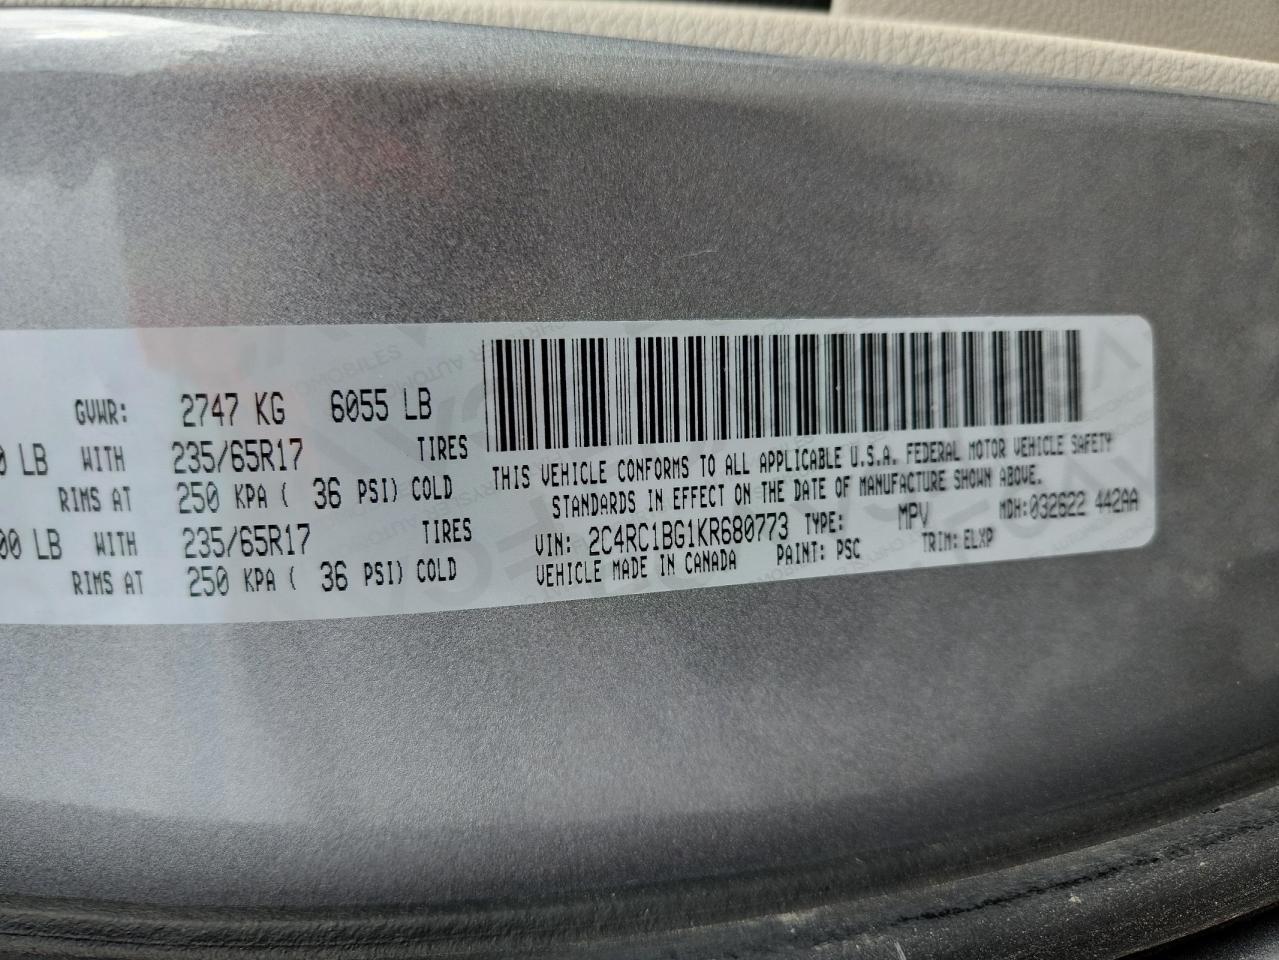 GVWR: 2747 KG 6055 LB
0 LB WITH 235/65R17 TIRES
RIMS AT 250 KPA ( 36 PSI) COLD
00 LB WITH 235/65R17 TIRES
RIMS AT 250 KPA ( 36 PSI) COLD
THIS VEHICLE CONFORMS TO ALL APPLICABLE U.S.A. FEDERAL MOTOR VEHICLE SAFETY
STANDARDS IN EFFECT ON THE DATE OF MANUFACTURE SHOWN ABOVE.
VIN: 2C4RC1BG1KR680773 TYPE: MPV MDH:032622 442AA
VEHICLE MADE IN CANADA PAINT: PSC TRIM: ELXP